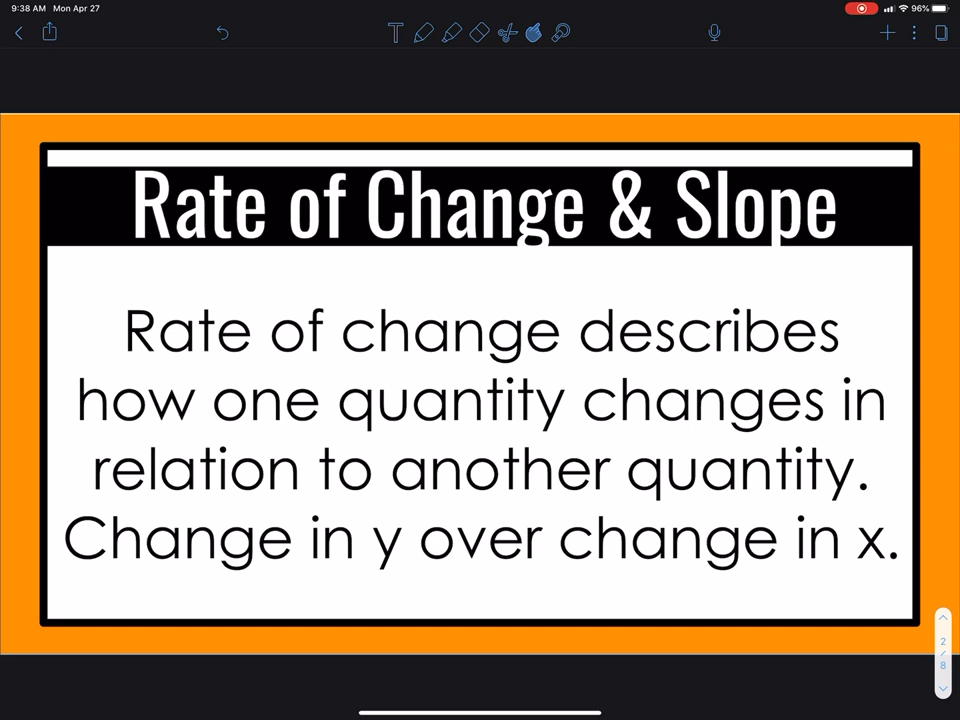 9:38 AM Mon Apr 27
96%
T
Rate of Change & Slope
Rate of change describes
how one quantity changes in
relation to another quantity.
Change in y over change in x.
2
/
8